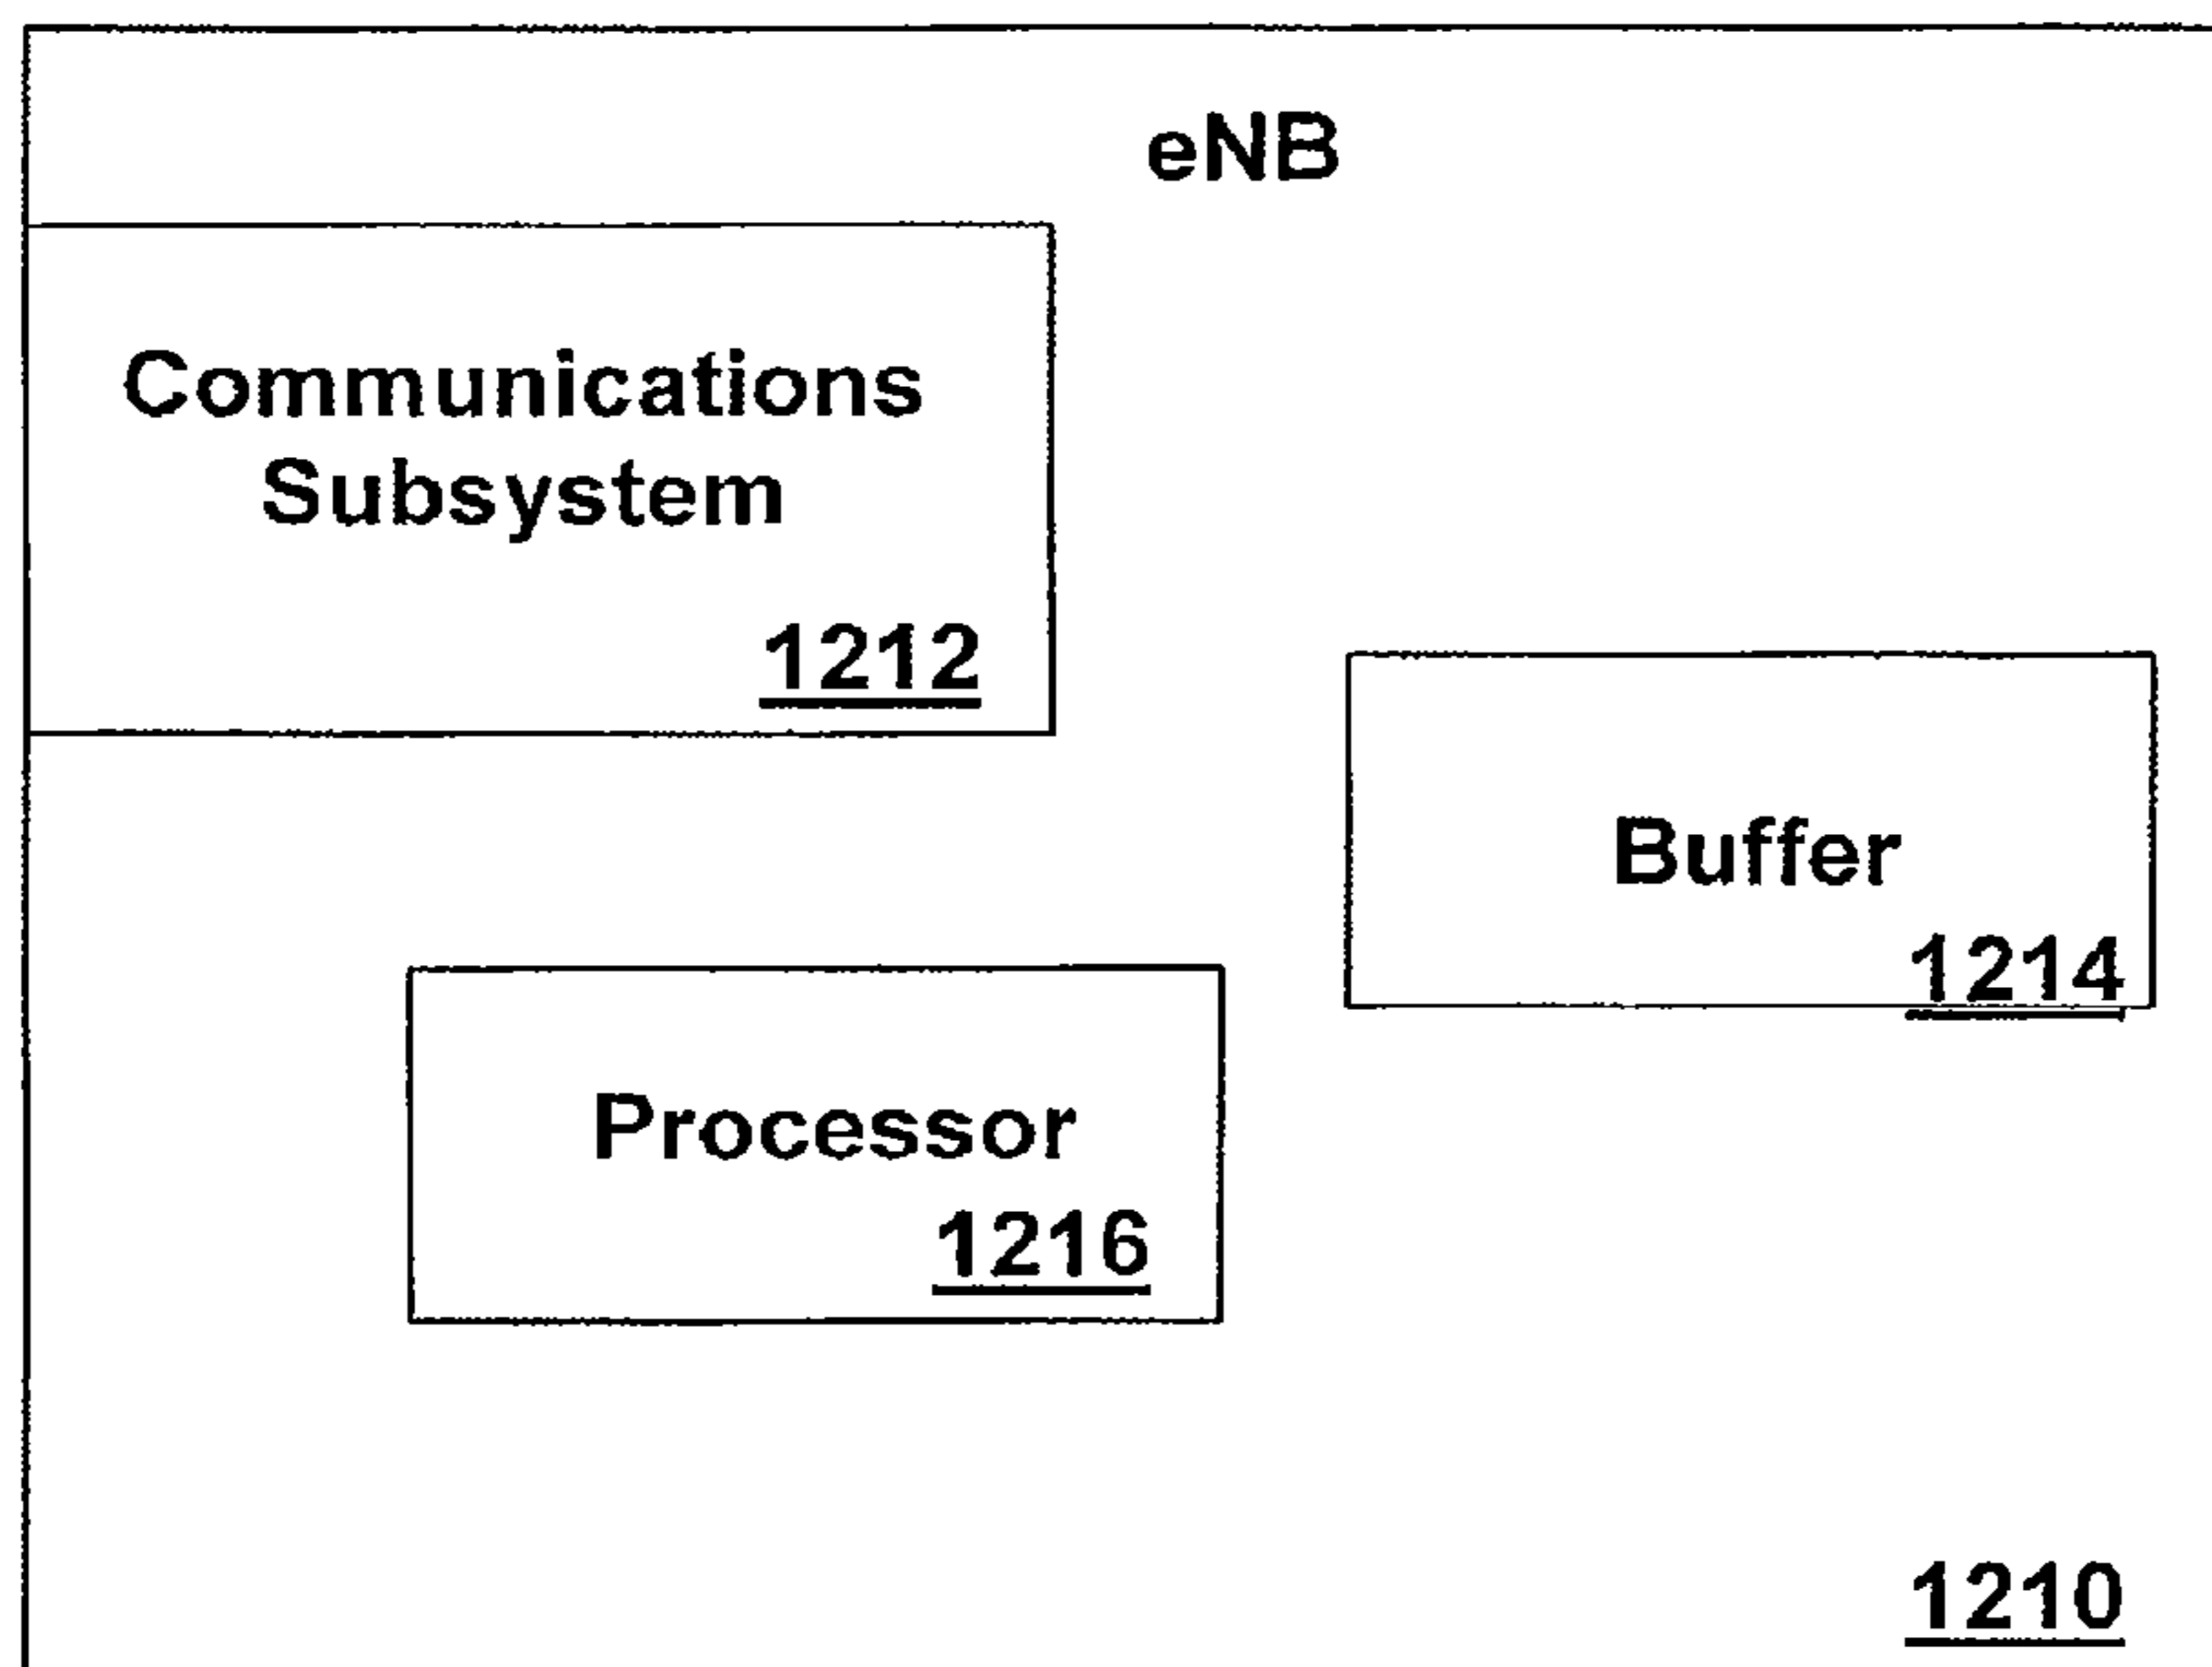 eNB
Communications
Subsystem
1212
Buffer
1214
Processor
1216
1210